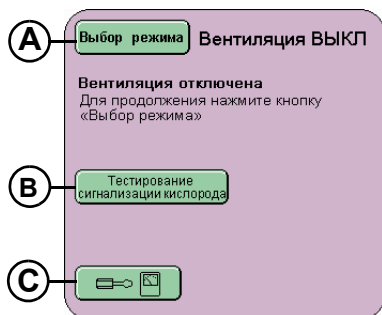 A
Выбор режима
Вентиляция ВЫКЛ
Вентиляция отключена
Для продолжения нажмите кнопку
«Выбор режима»
B
Тестирование
сигнализации кислорода
C